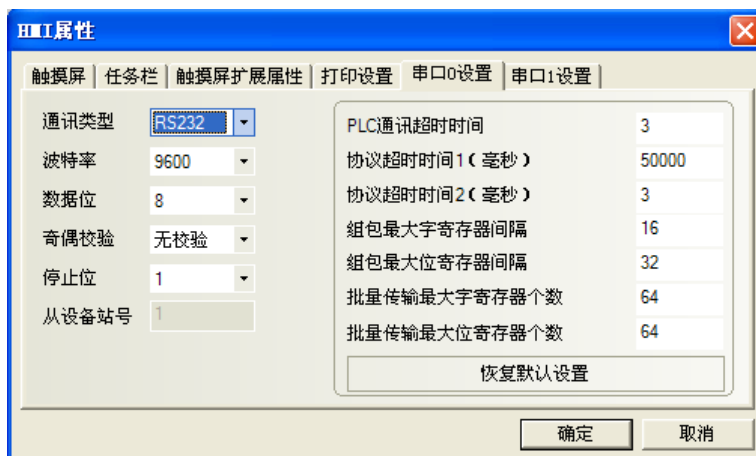 HMI属性
触摸屏 任务栏 触摸屏扩展属性 打印设置 串口0设置 串口1设置
通讯类型 RS232
波特率 9600
数据位 8
奇偶校验 无校验
停止位 1
从设备站号 1
PLC通讯超时时间 3
协议超时时间1(毫秒) 50000
协议超时时间2(毫秒) 3
组包最大字寄存器间隔 16
组包最大位寄存器间隔 32
批量传输最大字寄存器个数 64
批量传输最大位寄存器个数 64
恢复默认设置
确定 取消